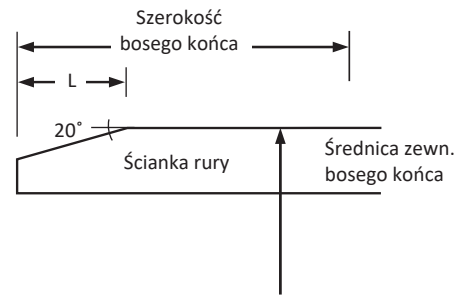 Szerokość
bosego końca
L
20˚
Ścianka rury
Średnica zewn.
bosego końca